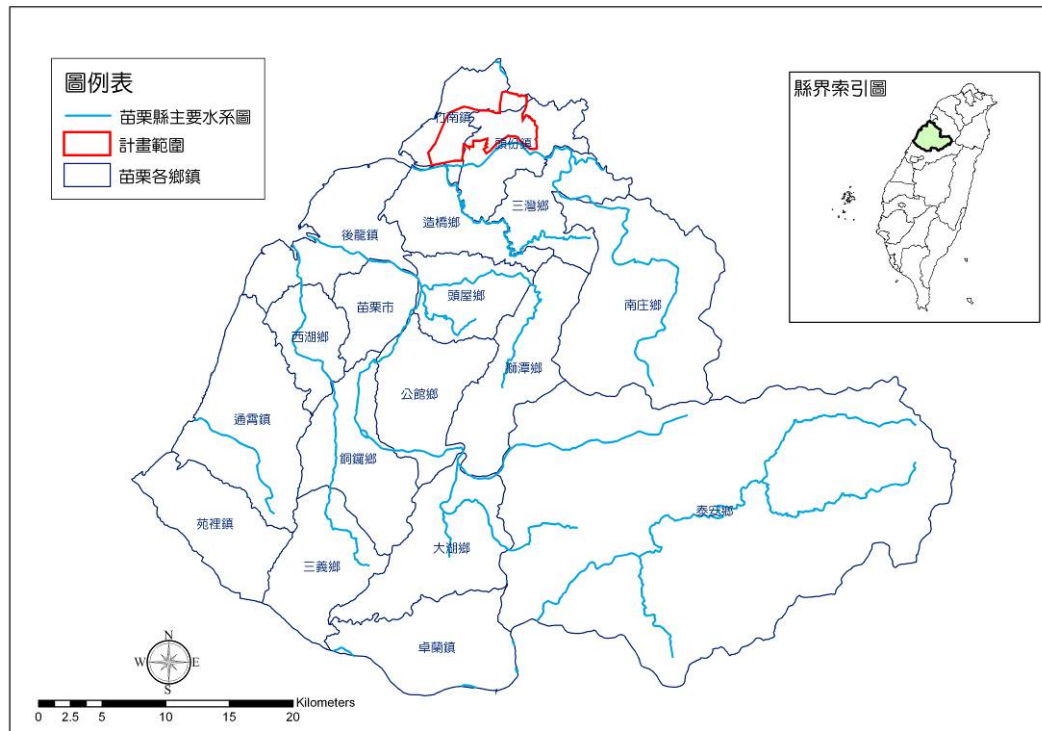 圖例表
苗栗縣主要水系圖
計畫範圍
苗栗各鄉鎮
縣界索引圖
竹南鎮
頭份鎮
三灣鄉
造橋鄉
後龍鎮
頭屋鄉
苗栗市
南庄鄉
西湖鄉
獅潭鄉
公館鄉
通霄鎮
銅鑼鄉
泰安鄉
苑裡鎮
大湖鄉
三義鄉
卓蘭鎮
N
W E
S
Kilometers
0 2.5 5 10 15 20